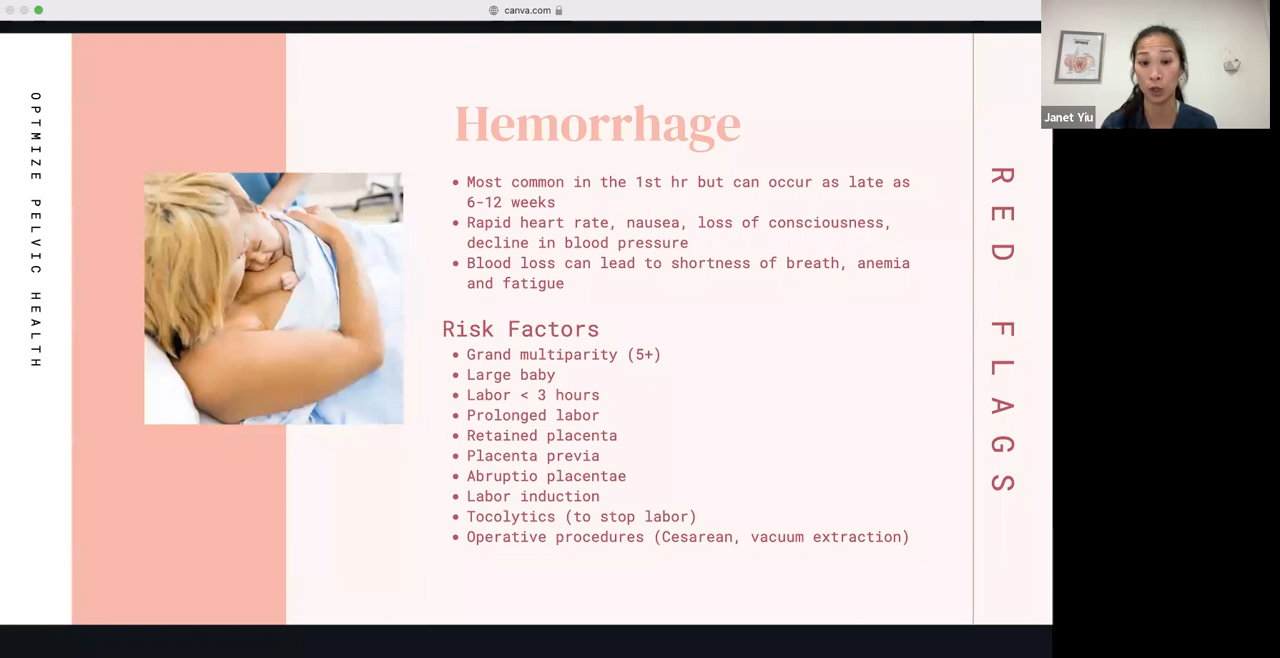 canva.com
OPTMIZE PELVIC HEALTH
Hemorrhage
• Most common in the 1st hr but can occur as late as
6-12 weeks
• Rapid heart rate, nausea, loss of consciousness,
decline in blood pressure
• Blood loss can lead to shortness of breath, anemia
and fatigue
Risk Factors
• Grand multiparity (5+)
• Large baby
• Labor < 3 hours
• Prolonged labor
• Retained placenta
• Placenta previa
• Abruptio placentae
• Labor induction
• Tocolytics (to stop labor)
• Operative procedures (Cesarean, vacuum extraction)
RED FLAGS
Janet Yiu